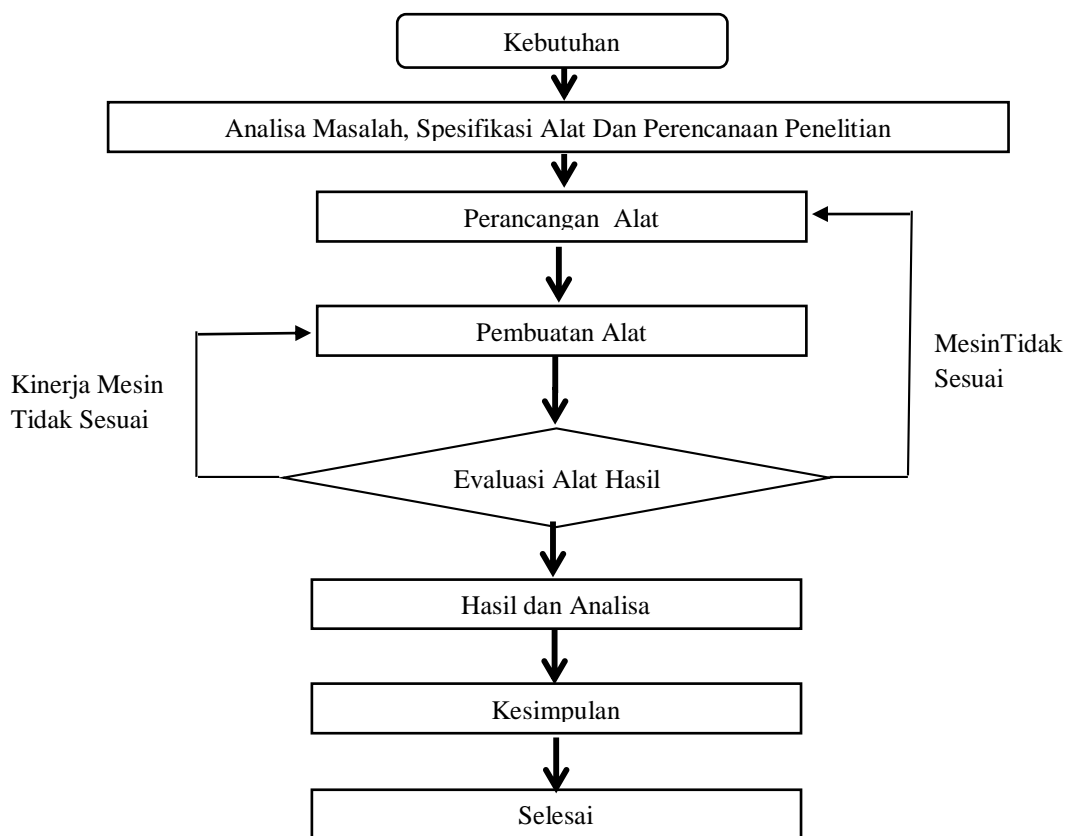 Kebutuhan
Analisa Masalah, Spesifikasi Alat Dan Perencanaan Penelitian
Perancangan Alat
Pembuatan Alat
MesinTidak
Sesuai
Kinerja Mesin
Tidak Sesuai
Evaluasi Alat Hasil
Hasil dan Analisa
Kesimpulan
Selesai